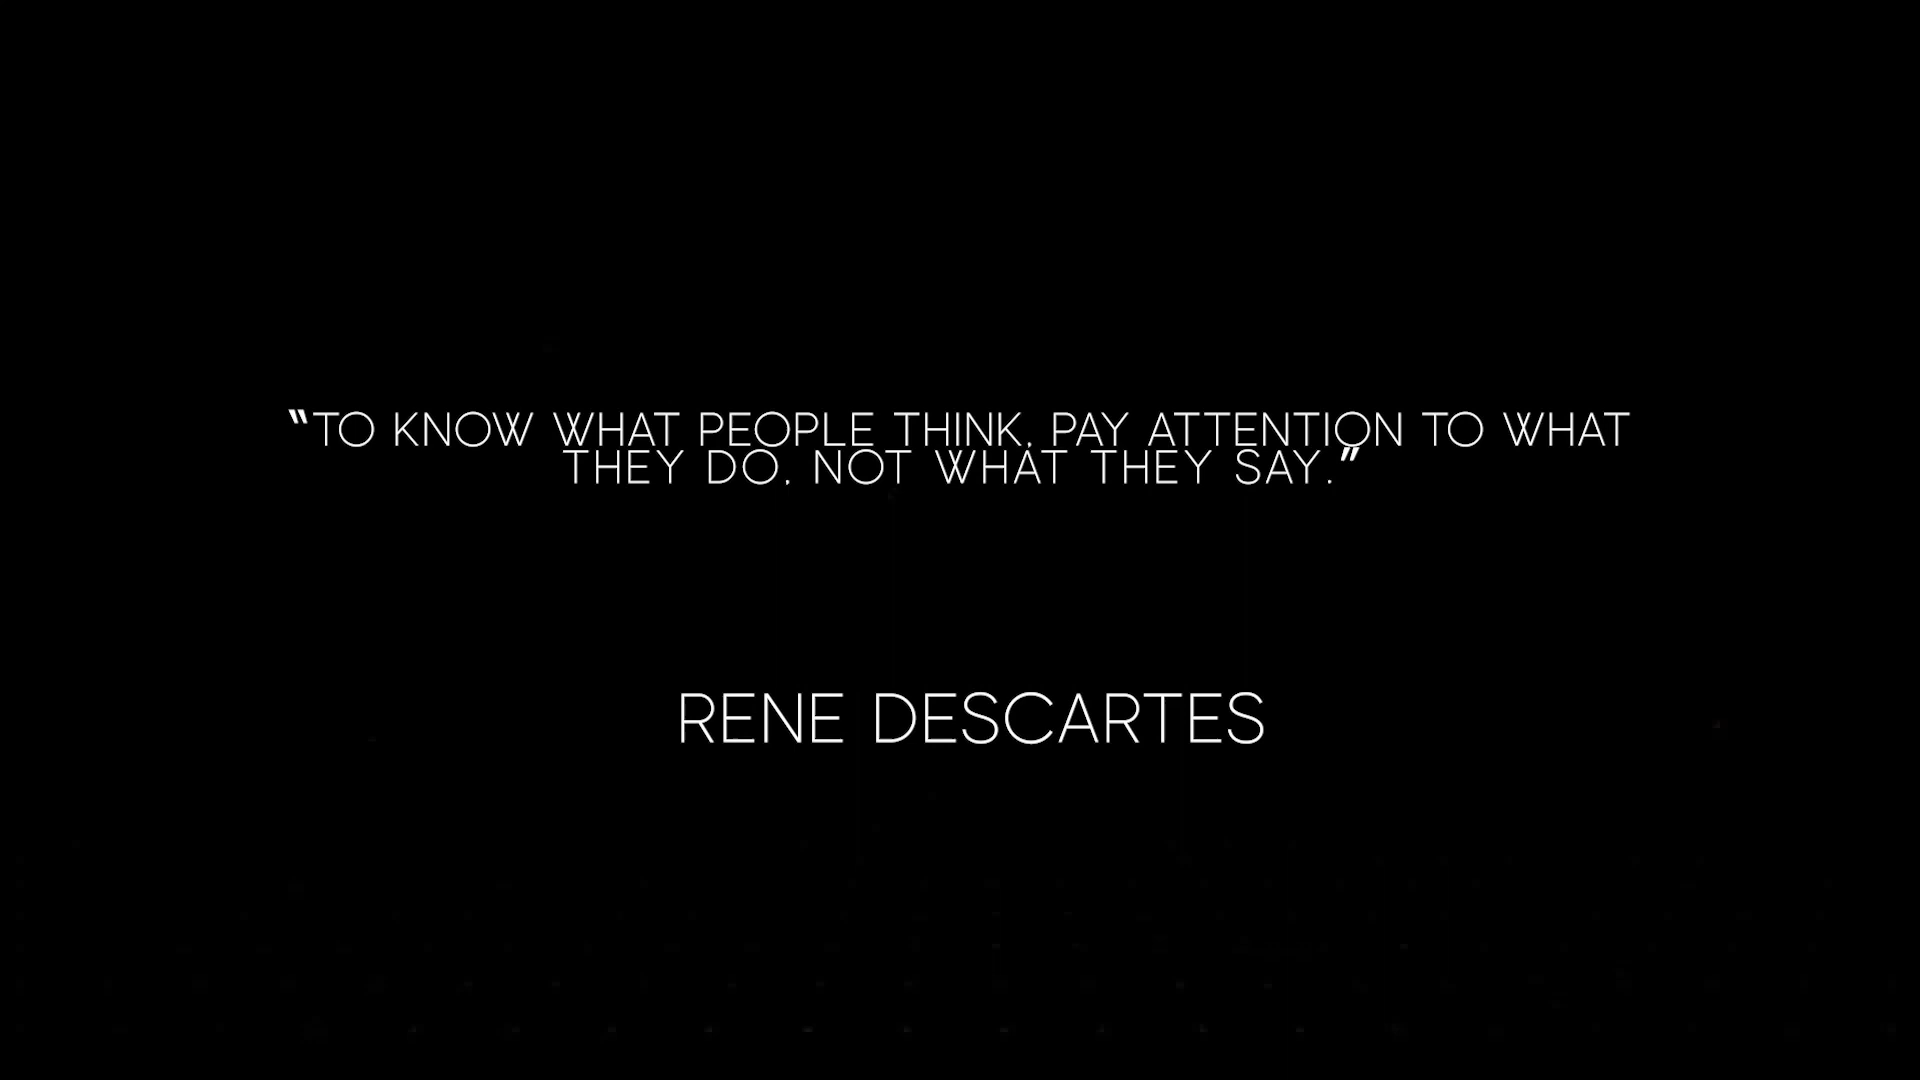 “TO KNOW WHAT PEOPLE THINK, PAY ATTENTION TO WHAT
THEY DO, NOT WHAT THEY SAY.”
RENE DESCARTES